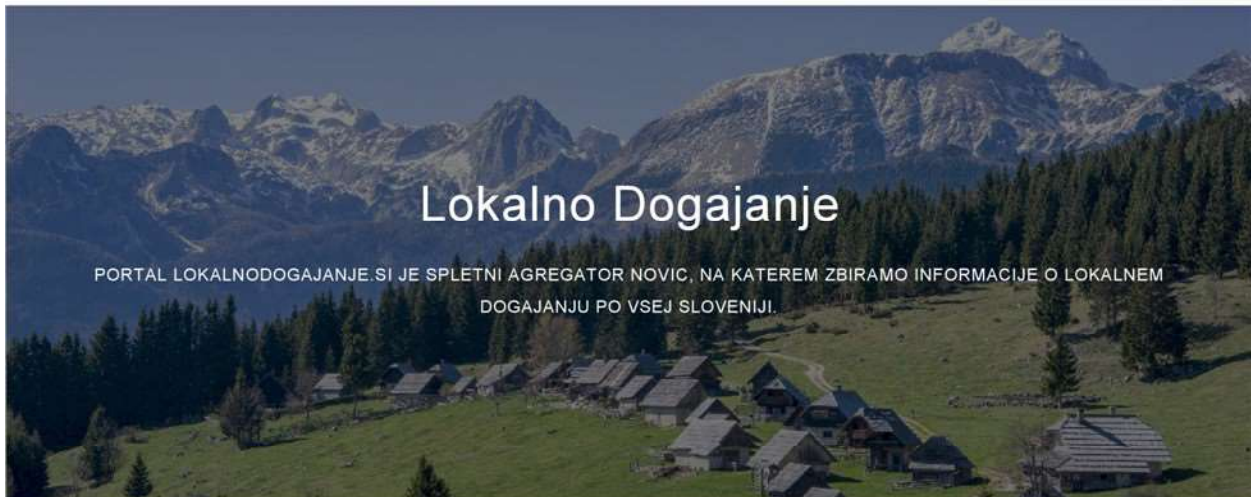 Lokalno Dogajanje
PORTAL LOKALNODOGAJANJE.SI JE SPLETNI AGREGATOR NOVIC, NA KATEREM ZBIRAMO INFORMACIJE O LOKALNEM
DOGAJANJU PO VSEJ SLOVENIJI.